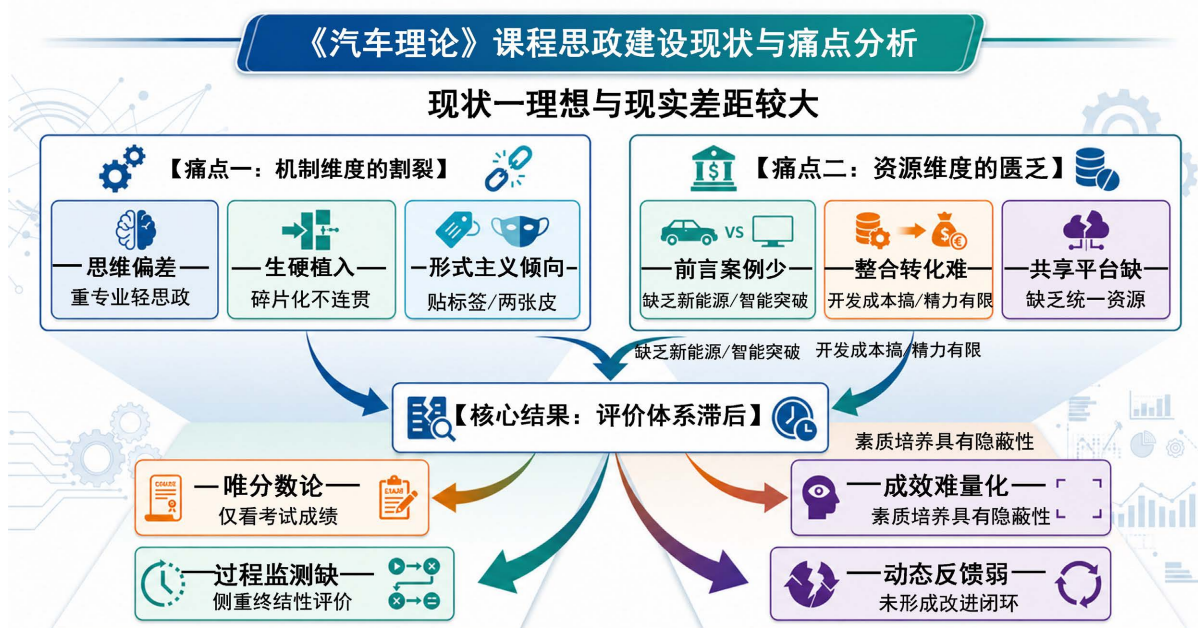 《汽车理论》课程思政建设现状与痛点分析
现状一理想与现实差距较大
【痛点一：机制维度的割裂】
思维偏差
重专业轻思政
生硬植入
碎片化不连贯
形式主义倾向
贴标签/两张皮
$
【痛点二：资源维度的匮乏】
VS
前言案例少
缺乏新能源/智能突破
$
€
整合转化难
开发成本搞/精力有限
共享平台缺
缺乏统一资源
缺乏新能源/智能突破
开发成本搞/精力有限
【核心结果：评价体系滞后】
唯分数论
仅看考试成绩
EXAM
过程监测缺
侧重终结性评价
素质培养具有隐蔽性
成效难量化
素质培养具有隐蔽性
动态反馈弱
未形成改进闭环